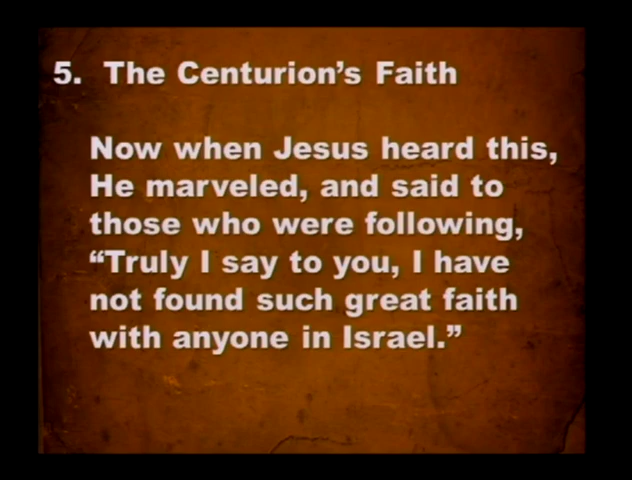 5. The Centurion's Faith
Now when Jesus heard this,
He marveled, and said to
those who were following,
“Truly I say to you, I have
not found such great faith
with anyone in Israel.”